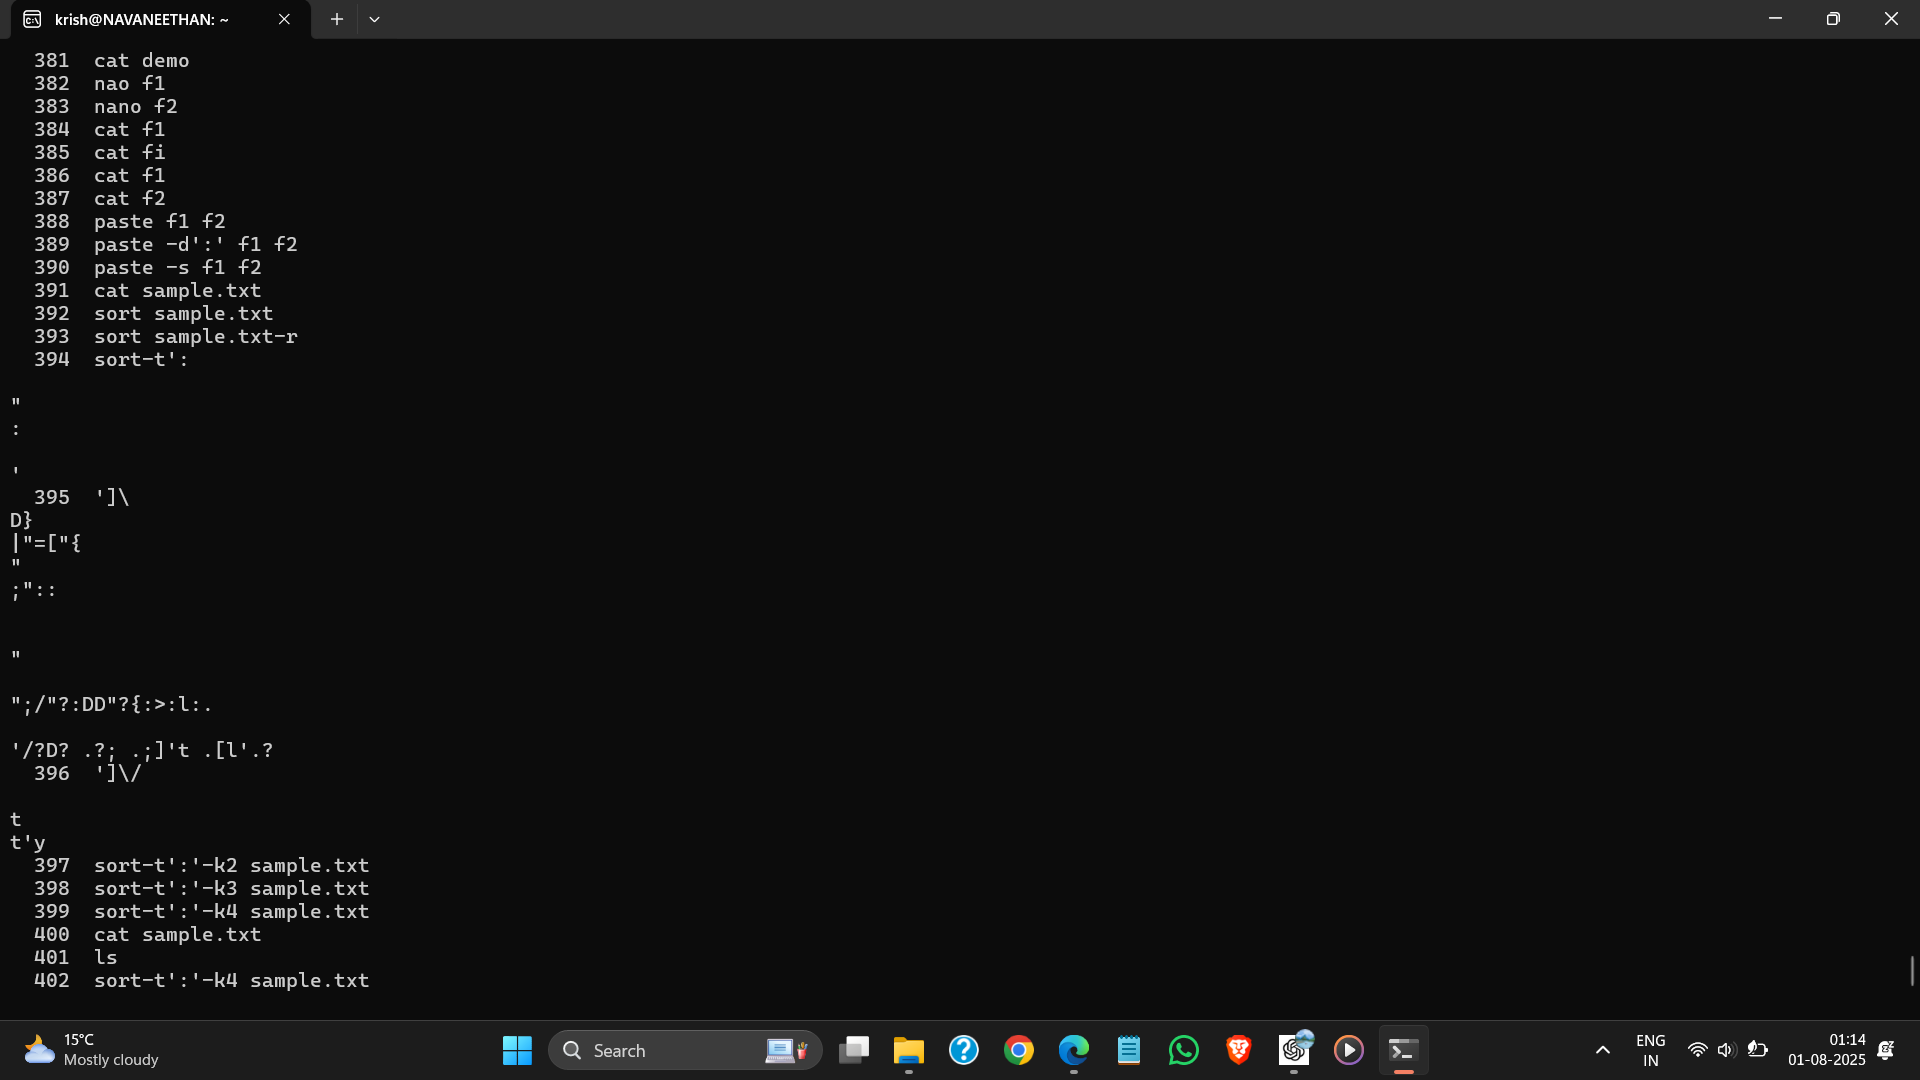 krish@NAVANEETHAN: ~
381 cat demo
382 nao f1
383 nano f2
384 cat f1
385 cat fi
386 cat f1
387 cat f2
388 paste f1 f2
389 paste -d':' f1 f2
390 paste -s f1 f2
391 cat sample.txt
392 sort sample.txt
393 sort sample.txt-r
394 sort-t':
"
:
'
395 ']\
D}
|"=["{
"
;"::
"
";/"?:DD"?{:>:l:.
'/?D? .?; .;]'t .[l'.?
396 ']\/
t
t'y
397 sort-t':'-k2 sample.txt
398 sort-t':'-k3 sample.txt
399 sort-t':'-k4 sample.txt
400 cat sample.txt
401 ls
402 sort-t':'-k4 sample.txt
15°C
Mostly cloudy
Search
ENG
IN
01:14
01-08-2025